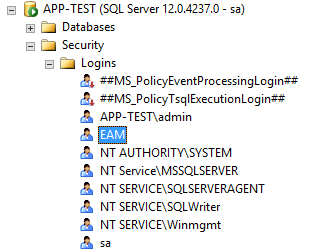 APP-TEST (SQL Server 12.0.4237.0 - sa)
Databases
Security
Logins
##MS_PolicyEventProcessingLogin##
##MS_PolicyTsqlExecutionLogin##
APP-TEST\admin
EAM
NT AUTHORITY\SYSTEM
NT Service\MSSQLSERVER
NT SERVICE\SQLSERVERAGENT
NT SERVICE\SQLWriter
NT SERVICE\Winmgmt
sa